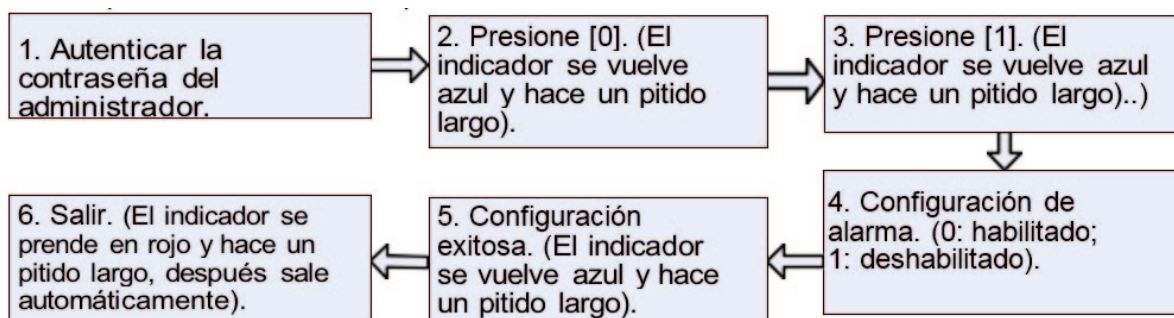 1. Autenticar la
contraseña del
administrador.
2. Presione [0]. (El
indicador se vuelve
azul y hace un pitido
largo).
3. Presione [1]. (El
indicador se vuelve azul
y hace un pitido largo)..)
4. Configuración de
alarma. (0: habilitado;
1: deshabilitado).
5. Configuración
exitosa. (El indicador
se vuelve azul y hace
un pitido largo).
6. Salir. (El indicador se
prende en rojo y hace un
pitido largo, después sale
automáticamente).